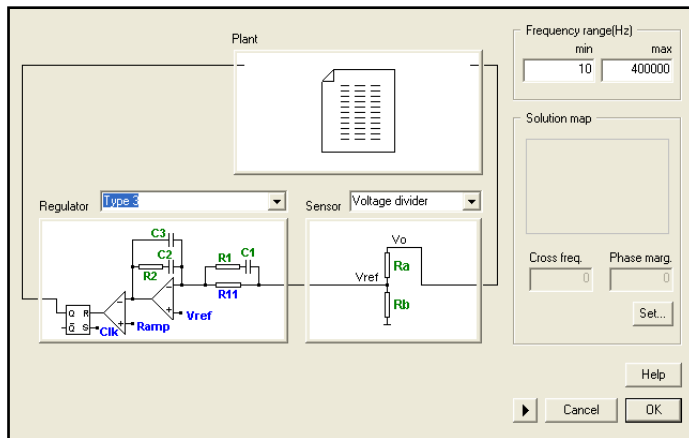 Plant
Frequency range(Hz)
min max
10 400000
Solution map
Regulator Type 3
Sensor Voltage divider
C3
C2
R2
R1 C1
R11
Vref
Ramp
Clk
Q R
Q̅ S
Vo
Vref
Ra
Rb
Cross freq. Phase marg.
0 0
Set...
Help
Cancel OK